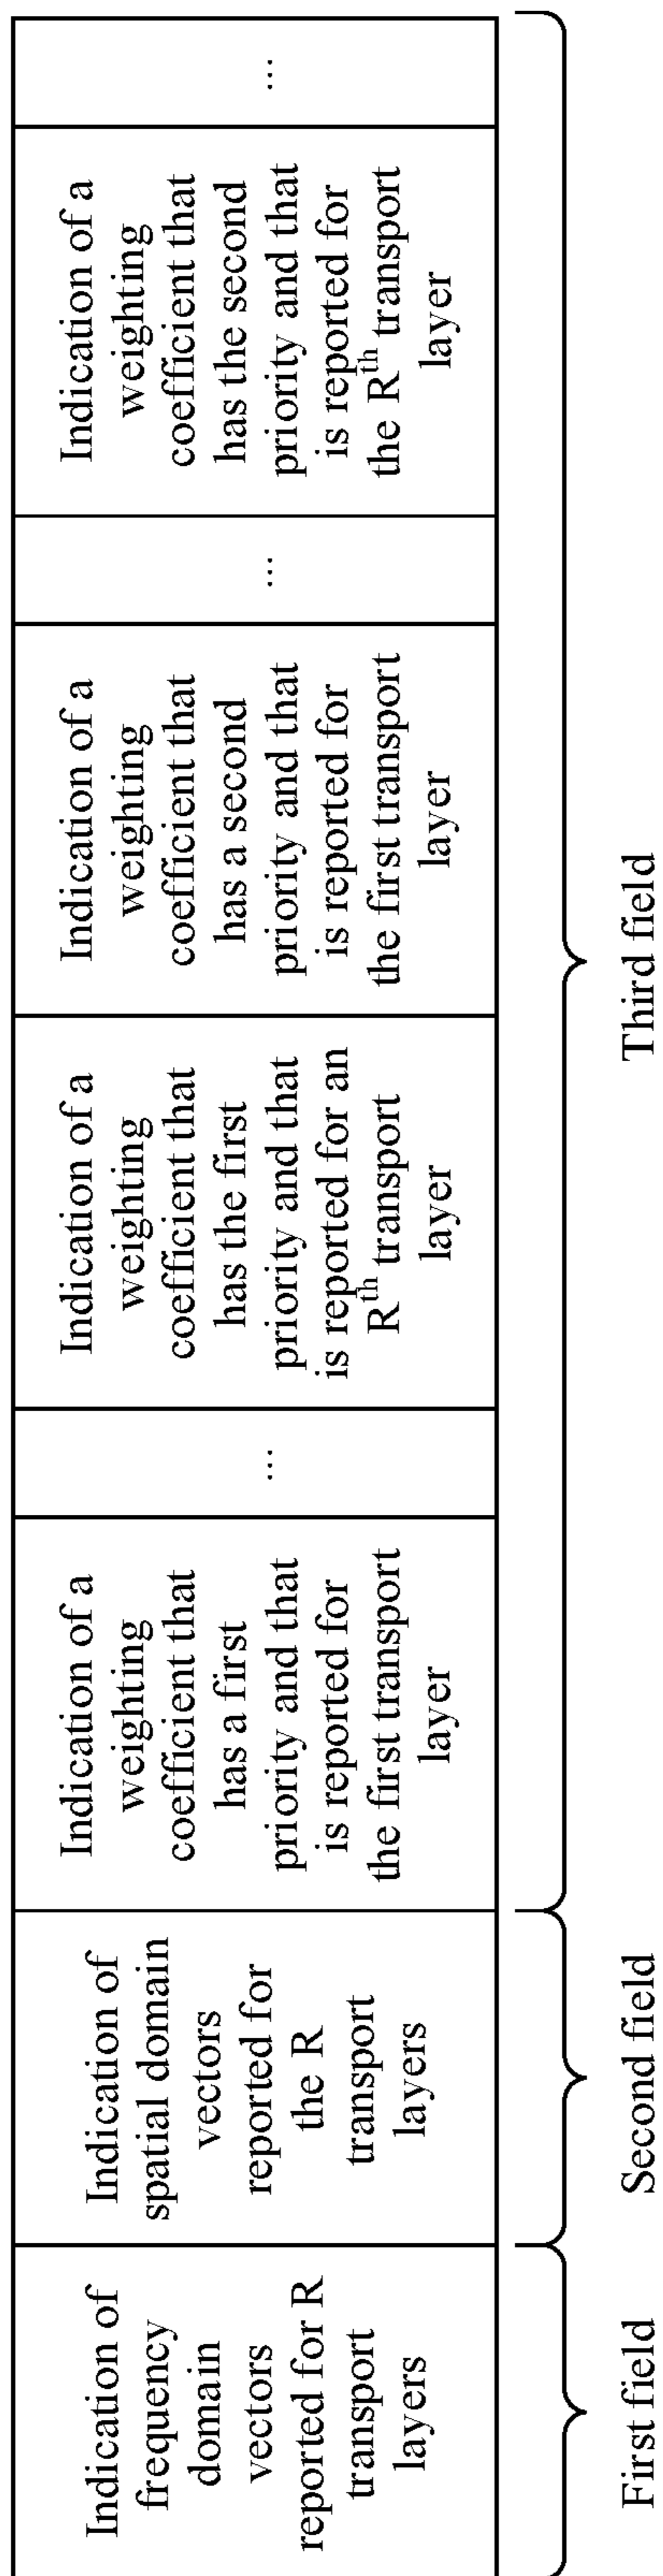 Indication of
frequency
domain
vectors
reported for R
transport
layers
Indication of
spatial domain
vectors
reported for
the R
transport
layers
Indication of a
weighting
coefficient that
has a first
priority and that
is reported for
the first transport
layer
...
Indication of a
weighting
coefficient that
has the first
priority and that
is reported for an
Rth transport
layer
Indication of a
weighting
coefficient that
has a second
priority and that
is reported for
the first transport
layer
...
Indication of a
weighting
coefficient that
has the second
priority and that
is reported for
the Rth transport
layer
...
First field
Second field
Third field